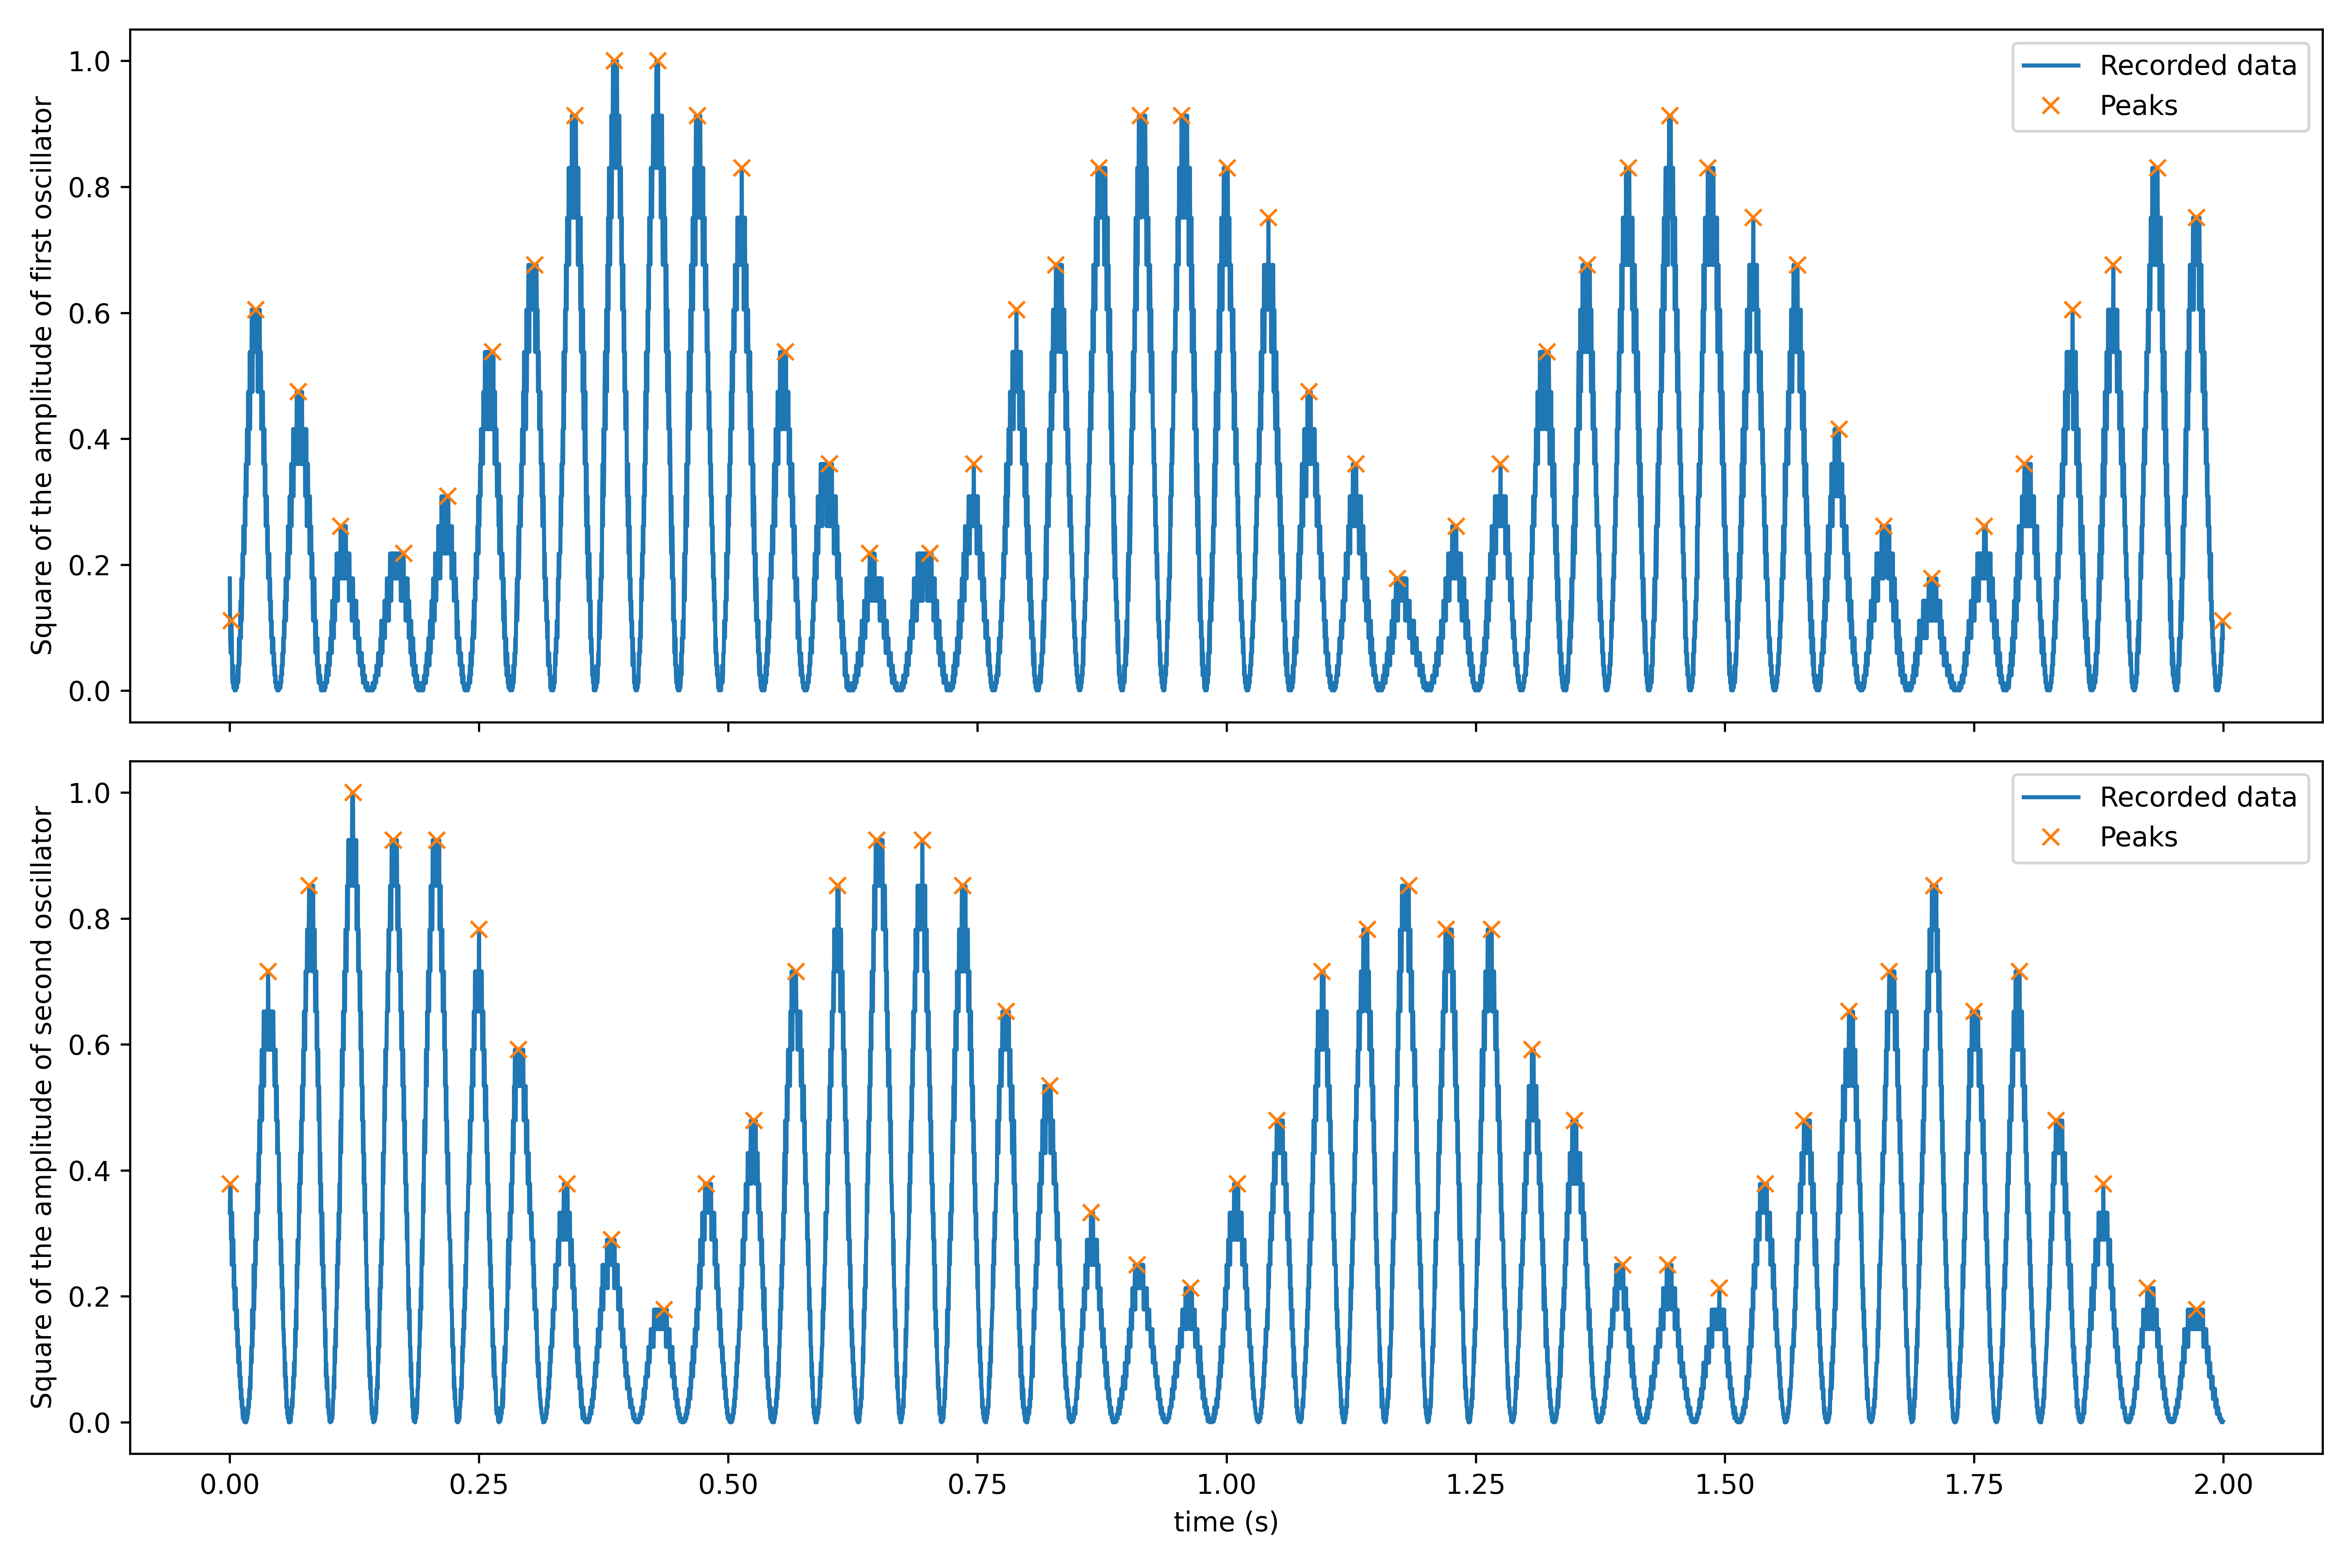 Square of the amplitude of first oscillator
1.0
0.8
0.6
0.4
0.2
0.0
Recorded data
Peaks
Square of the amplitude of second oscillator
1.0
0.8
0.6
0.4
0.2
0.0
Recorded data
Peaks
0.00 0.25 0.50 0.75 1.00 1.25 1.50 1.75 2.00
time (s)